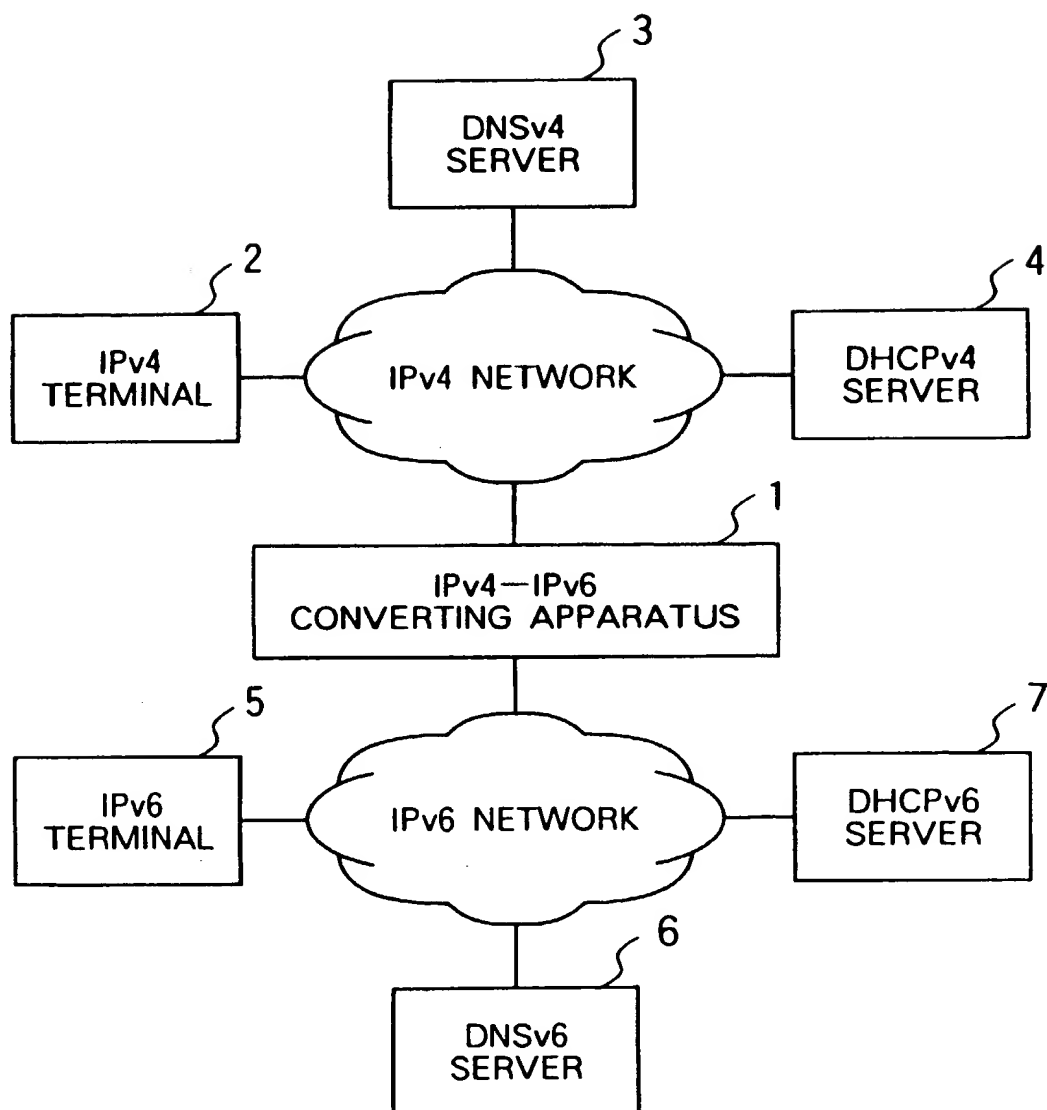 3
DNSv4
SERVER
2
4
IPv4
TERMINAL
IPv4 NETWORK
DHCPv4
SERVER
1
IPv4—IPv6
CONVERTING APPARATUS
5
7
IPv6
TERMINAL
IPv6 NETWORK
DHCPv6
SERVER
6
DNSv6
SERVER